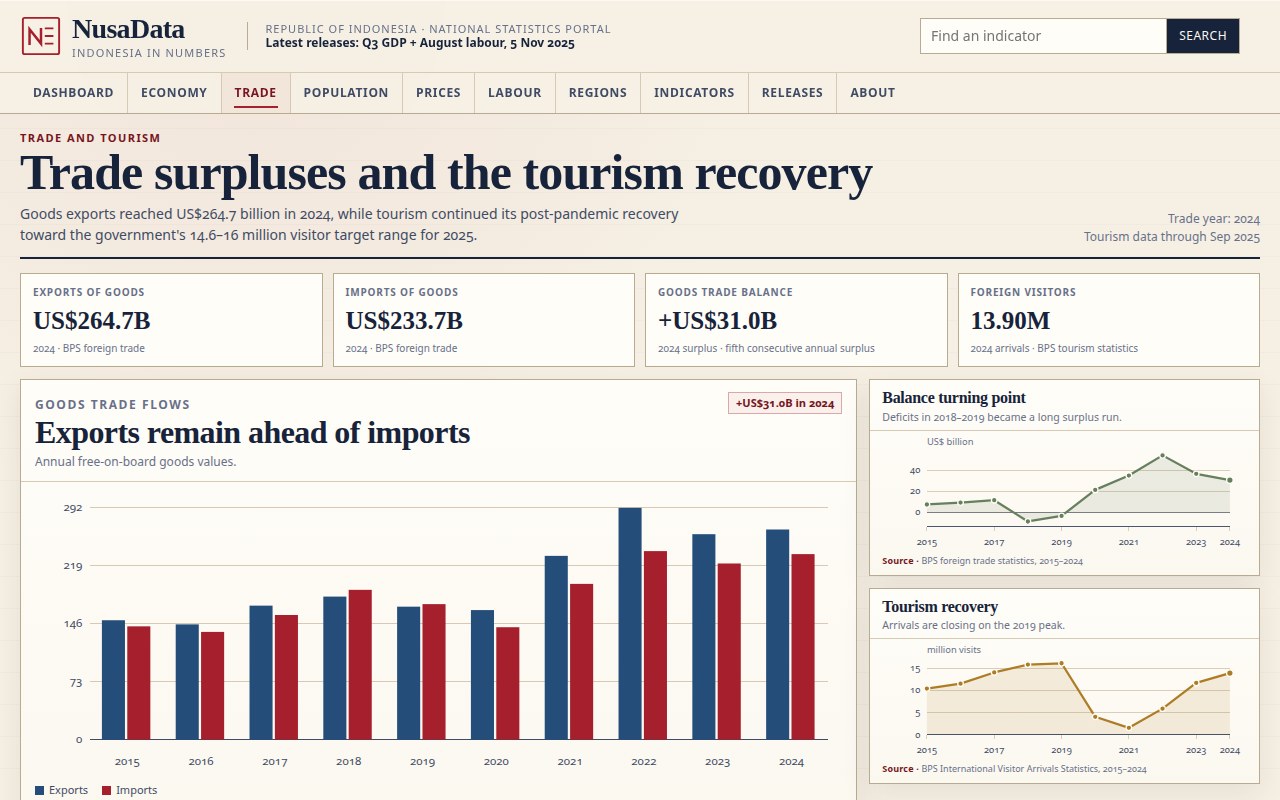 NusaData
INDONESIA IN NUMBERS
REPUBLIC OF INDONESIA · NATIONAL STATISTICS PORTAL
Latest releases: Q3 GDP + August labour, 5 Nov 2025
Find an indicator
SEARCH
DASHBOARD ECONOMY TRADE POPULATION PRICES LABOUR REGIONS INDICATORS RELEASES ABOUT
TRADE AND TOURISM
Trade surpluses and the tourism recovery
Goods exports reached US$264.7 billion in 2024, while tourism continued its post-pandemic recovery
toward the government's 14.6–16 million visitor target range for 2025.
Trade year: 2024
Tourism data through Sep 2025
EXPORTS OF GOODS
US$264.7B
2024 · BPS foreign trade
IMPORTS OF GOODS
US$233.7B
2024 · BPS foreign trade
GOODS TRADE BALANCE
+US$31.0B
2024 surplus · fifth consecutive annual surplus
FOREIGN VISITORS
13.90M
2024 arrivals · BPS tourism statistics
GOODS TRADE FLOWS
+US$31.0B in 2024
Exports remain ahead of imports
Annual free-on-board goods values.
292
219
146
73
0
2015 2016 2017 2018 2019 2020 2021 2022 2023 2024
Exports Imports
Balance turning point
Deficits in 2018–2019 became a long surplus run.
US$ billion
40
20
0
2015 2017 2019 2021 2023 2024
Source · BPS foreign trade statistics, 2015–2024
Tourism recovery
Arrivals are closing on the 2019 peak.
million visits
15
10
5
0
2015 2017 2019 2021 2023 2024
Source · BPS International Visitor Arrivals Statistics, 2015–2024